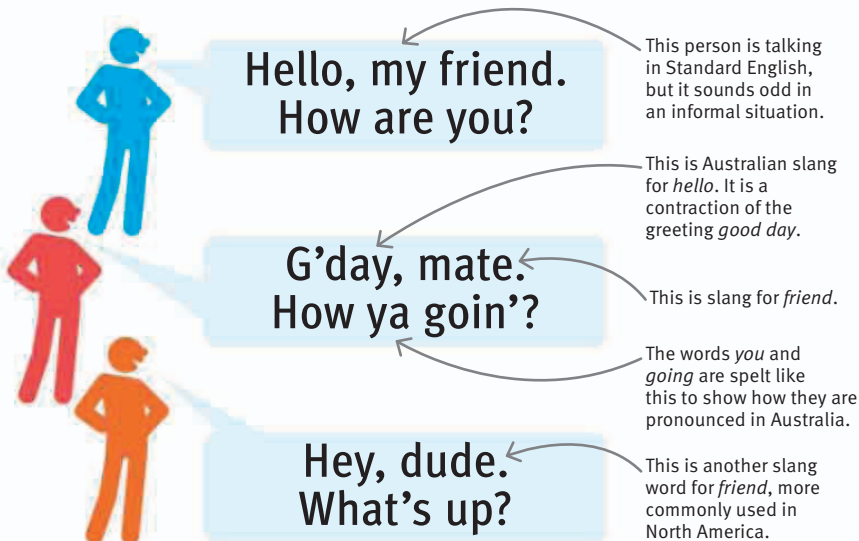 Hello, my friend.
How are you?
This person is talking
in Standard English,
but it sounds odd in
an informal situation.
This is Australian slang
for hello. It is a
contraction of the
greeting good day.
G’day, mate.
How ya goin’?
This is slang for friend.
The words you and
going are spelt like
this to show how they are
pronounced in Australia.
Hey, dude.
What’s up?
This is another slang
word for friend, more
commonly used in
North America.